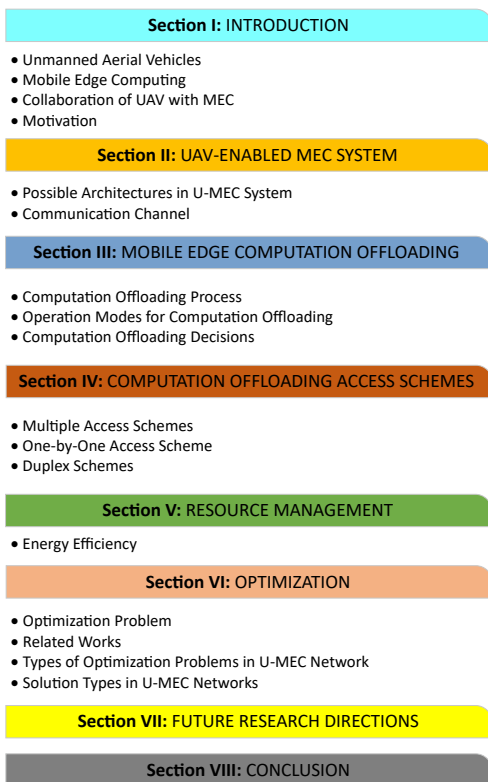 Section I: INTRODUCTION
• Unmanned Aerial Vehicles
• Mobile Edge Computing
• Collaboration of UAV with MEC
• Motivation
Section II: UAV-ENABLED MEC SYSTEM
• Possible Architectures in U-MEC System
• Communication Channel
Section III: MOBILE EDGE COMPUTATION OFFLOADING
• Computation Offloading Process
• Operation Modes for Computation Offloading
• Computation Offloading Decisions
Section IV: COMPUTATION OFFLOADING ACCESS SCHEMES
• Multiple Access Schemes
• One-by-One Access Scheme
• Duplex Schemes
Section V: RESOURCE MANAGEMENT
• Energy Efficiency
Section VI: OPTIMIZATION
• Optimization Problem
• Related Works
• Types of Optimization Problems in U-MEC Network
• Solution Types in U-MEC Networks
Section VII: FUTURE RESEARCH DIRECTIONS
Section VIII: CONCLUSION